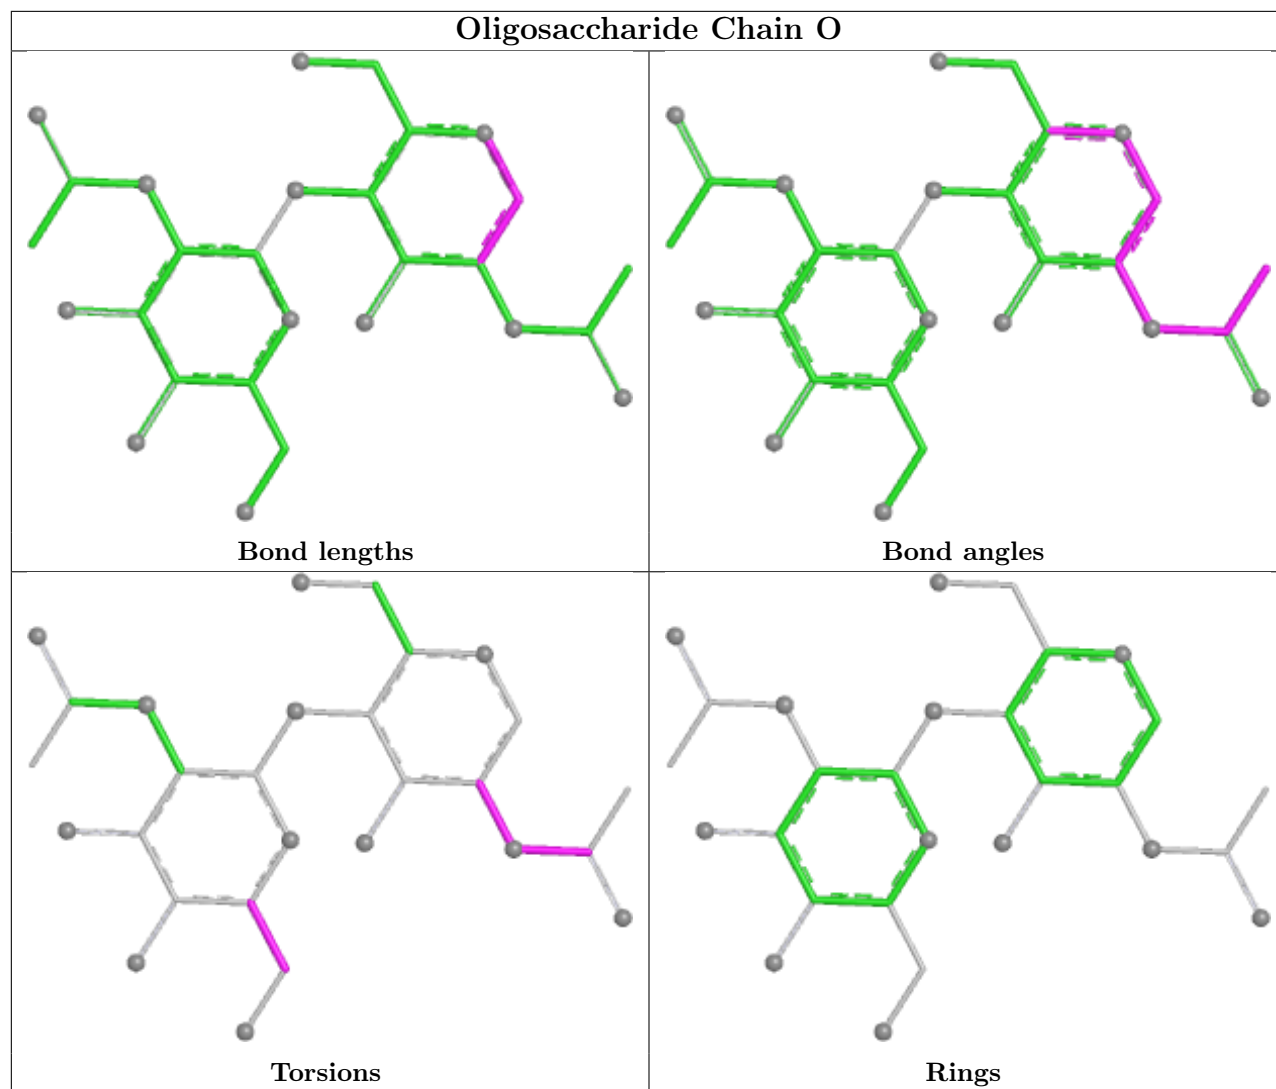 Oligosaccharide Chain O
Bond lengths
Bond angles
Torsions
Rings